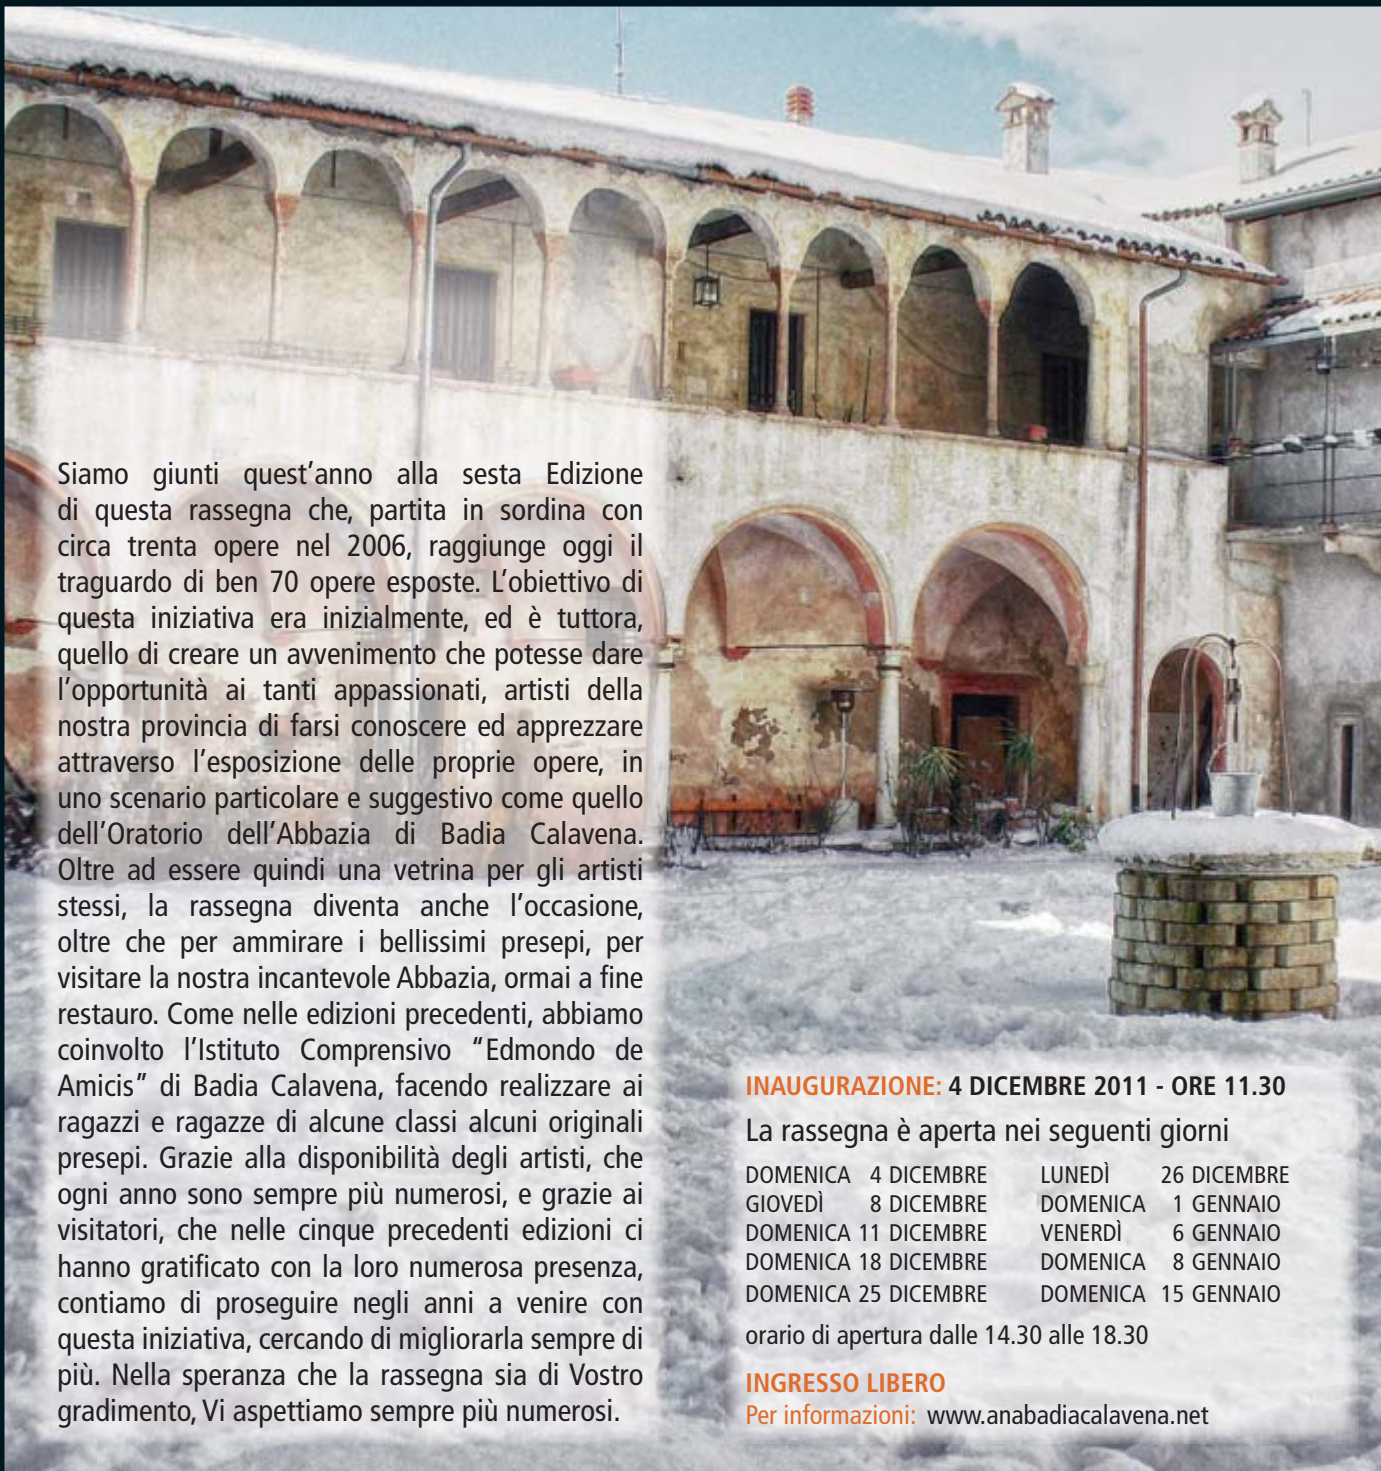 Siamo giunti quest'anno alla sesta Edizione
di questa rassegna che, partita in sordina con
circa trenta opere nel 2006, raggiunge oggi il
traguardo di ben 70 opere esposte. L'obiettivo di
questa iniziativa era inizialmente, ed è tuttora,
quello di creare un avvenimento che potesse dare
l'opportunità ai tanti appassionati, artisti della
nostra provincia di farsi conoscere ed apprezzare
attraverso l'esposizione delle proprie opere, in
uno scenario particolare e suggestivo come quello
dell'Oratorio dell'Abbazia di Badia Calavena.
Oltre ad essere quindi una vetrina per gli artisti
stessi, la rassegna diventa anche l'occasione,
oltre che per ammirare i bellissimi presepi, per
visitare la nostra incantevole Abbazia, ormai a fine
restauro. Come nelle edizioni precedenti, abbiamo
coinvolto l'Istituto Comprensivo "Edmondo de
Amicis" di Badia Calavena, facendo realizzare ai
ragazzi e ragazze di alcune classi alcuni originali
presepi. Grazie alla disponibilità degli artisti, che
ogni anno sono sempre più numerosi, e grazie ai
visitatori, che nelle cinque precedenti edizioni ci
hanno gratificato con la loro numerosa presenza,
contiamo di proseguire negli anni a venire con
questa iniziativa, cercando di migliorarla sempre di
più. Nella speranza che la rassegna sia di Vostro
gradimento, Vi aspettiamo sempre più numerosi.
INAUGURAZIONE: 4 DICEMBRE 2011 - ORE 11.30
La rassegna è aperta nei seguenti giorni
DOMENICA 4 DICEMBRE
GIOVEDÌ 8 DICEMBRE
DOMENICA 11 DICEMBRE
DOMENICA 18 DICEMBRE
DOMENICA 25 DICEMBRE
LUNEDÌ 26 DICEMBRE
DOMENICA 1 GENNAIO
VENERDÌ 6 GENNAIO
DOMENICA 8 GENNAIO
DOMENICA 15 GENNAIO
orario di apertura dalle 14.30 alle 18.30
INGRESSO LIBERO
Per informazioni: www.anabadiacalavena.net